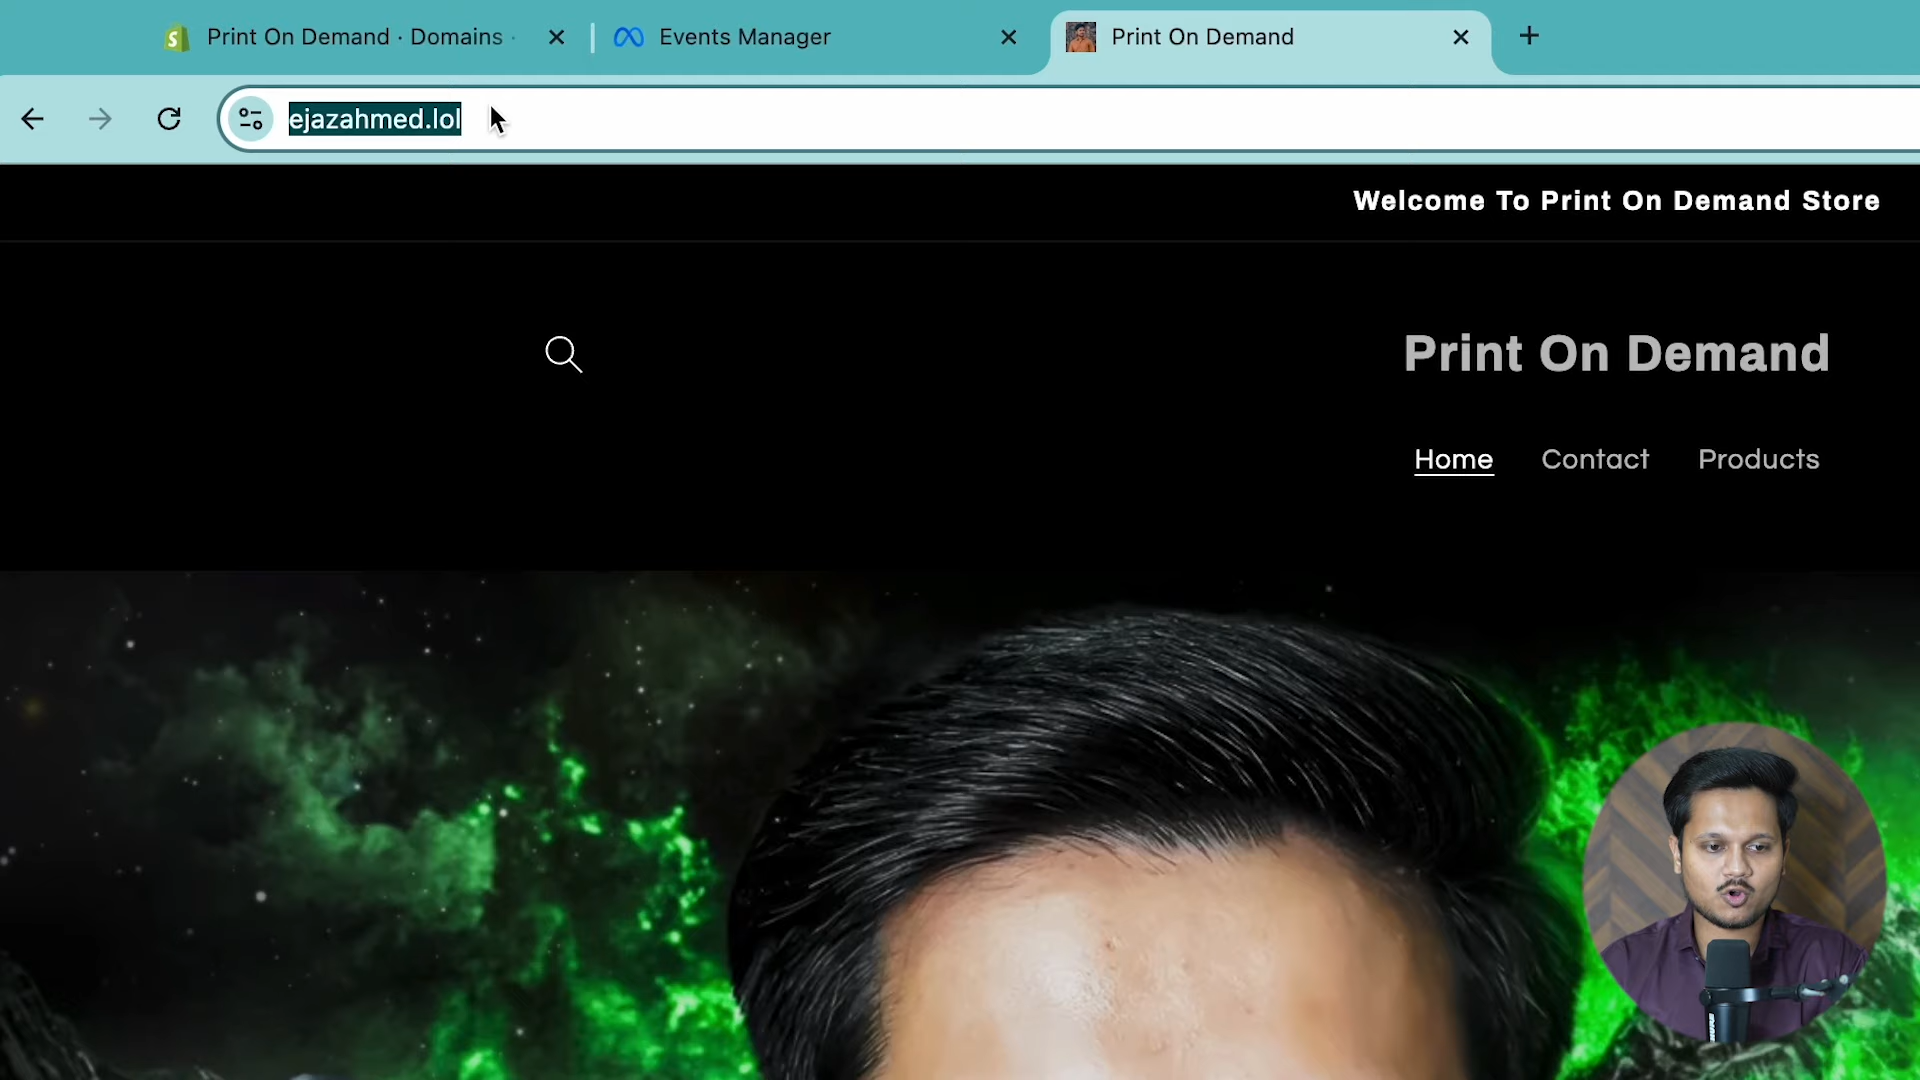 Print On Demand · Domains ·
Events Manager
Print On Demand
ejazahmed.lol
Welcome To Print On Demand Store
Print On Demand
Home
Contact
Products